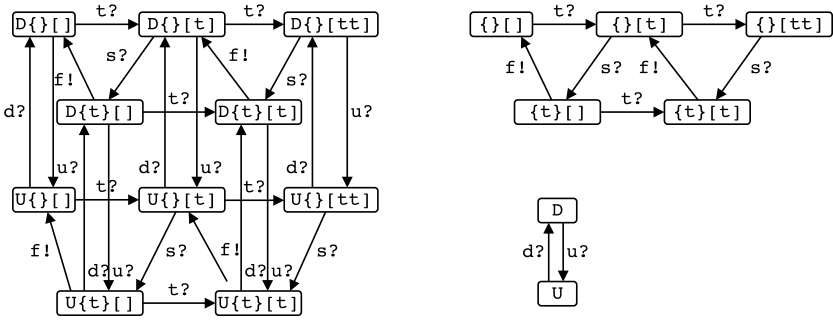 t? t? t? t?
D{}[] D{}[t] D{}[tt] {}[] {}[t] {}[tt]
f! s? f! s? f! s? f! s?
D{t}[] t? D{t}[t] {t}[] t? {t}[t]
d? u?
u? d? u? d?
U{}[] t? U{}[t] t? U{}[tt]
D
f! s? f! s? d? u?
d? u? d? u?
U{t}[] t? U{t}[t] U